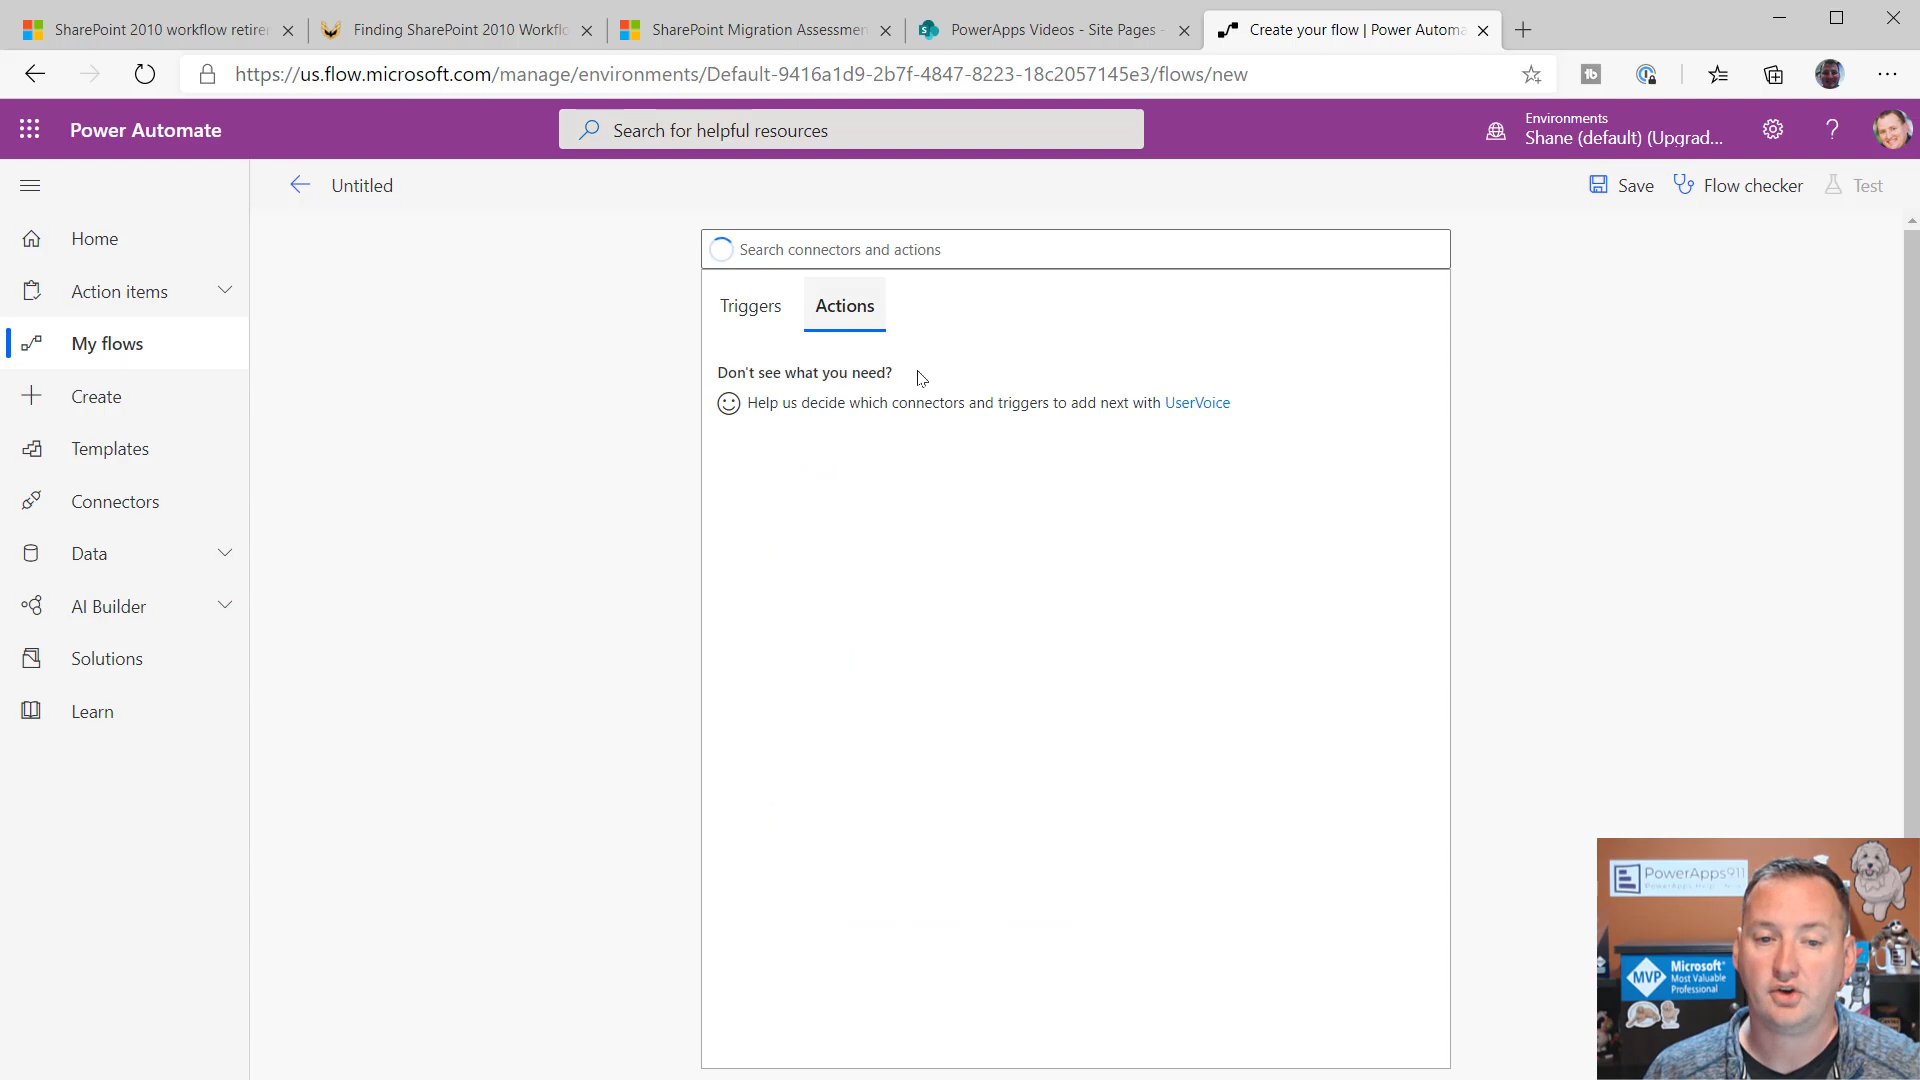 SharePoint 2010 workflow retirer
Finding SharePoint 2010 Workflo
SharePoint Migration Assessmen
PowerApps Videos - Site Pages -
Create your flow | Power Automa
https://us.flow.microsoft.com/manage/environments/Default-9416a1d9-2b7f-4847-8223-18c2057145e3/flows/new
Power Automate
Search for helpful resources
Environments
Shane (default) (Upgrad...
Untitled
Save
Flow checker
Test
Home
Action items
My flows
Create
Templates
Connectors
Data
AI Builder
Solutions
Learn
Search connectors and actions
Triggers
Actions
Don't see what you need?
Help us decide which connectors and triggers to add next with UserVoice
PowerApps911
MVP
Microsoft
Most Valuable
Professional